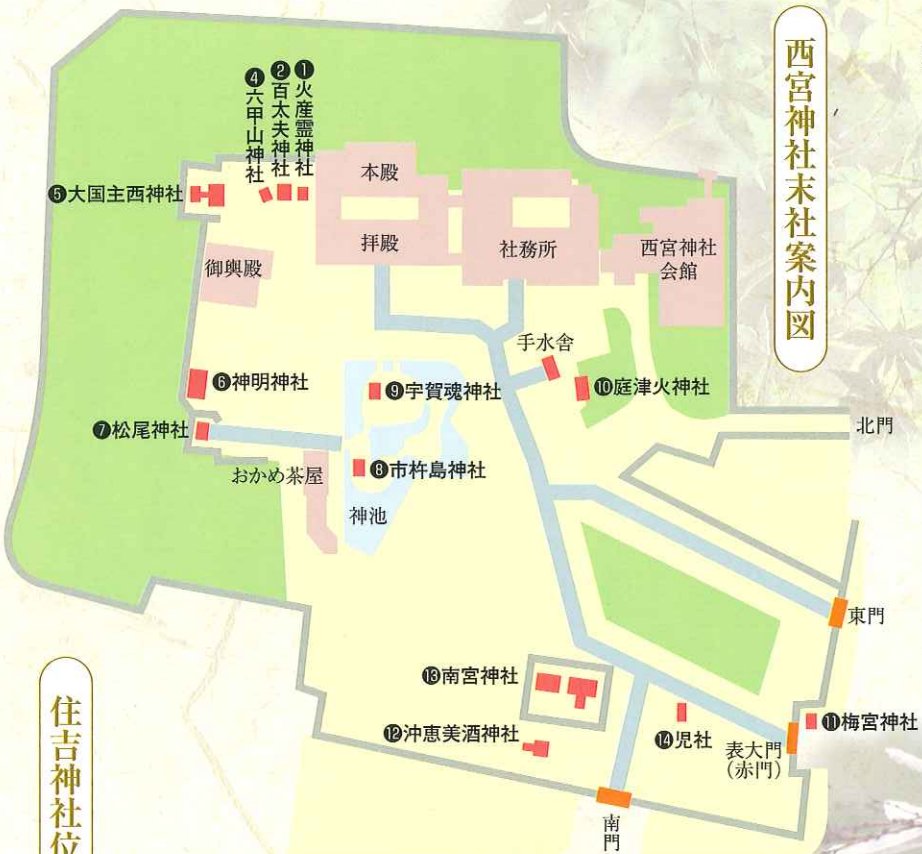 西宮神社末社案内図
❶火産霊神社
❷百太夫神社
❹六甲山神社
❺大国主西神社
本殿
拝殿
社務所
西宮神社
会館
御輿殿
手水舎
❻神明神社
❾宇賀魂神社
❿庭津火神社
❼松尾神社
北門
おかめ茶屋
❽市杵島神社
神池
東門
⓭南宮神社
⓬沖恵美酒神社
⓮児社
表大門
(赤門)
⓫梅宮神社
南門
住吉神社位